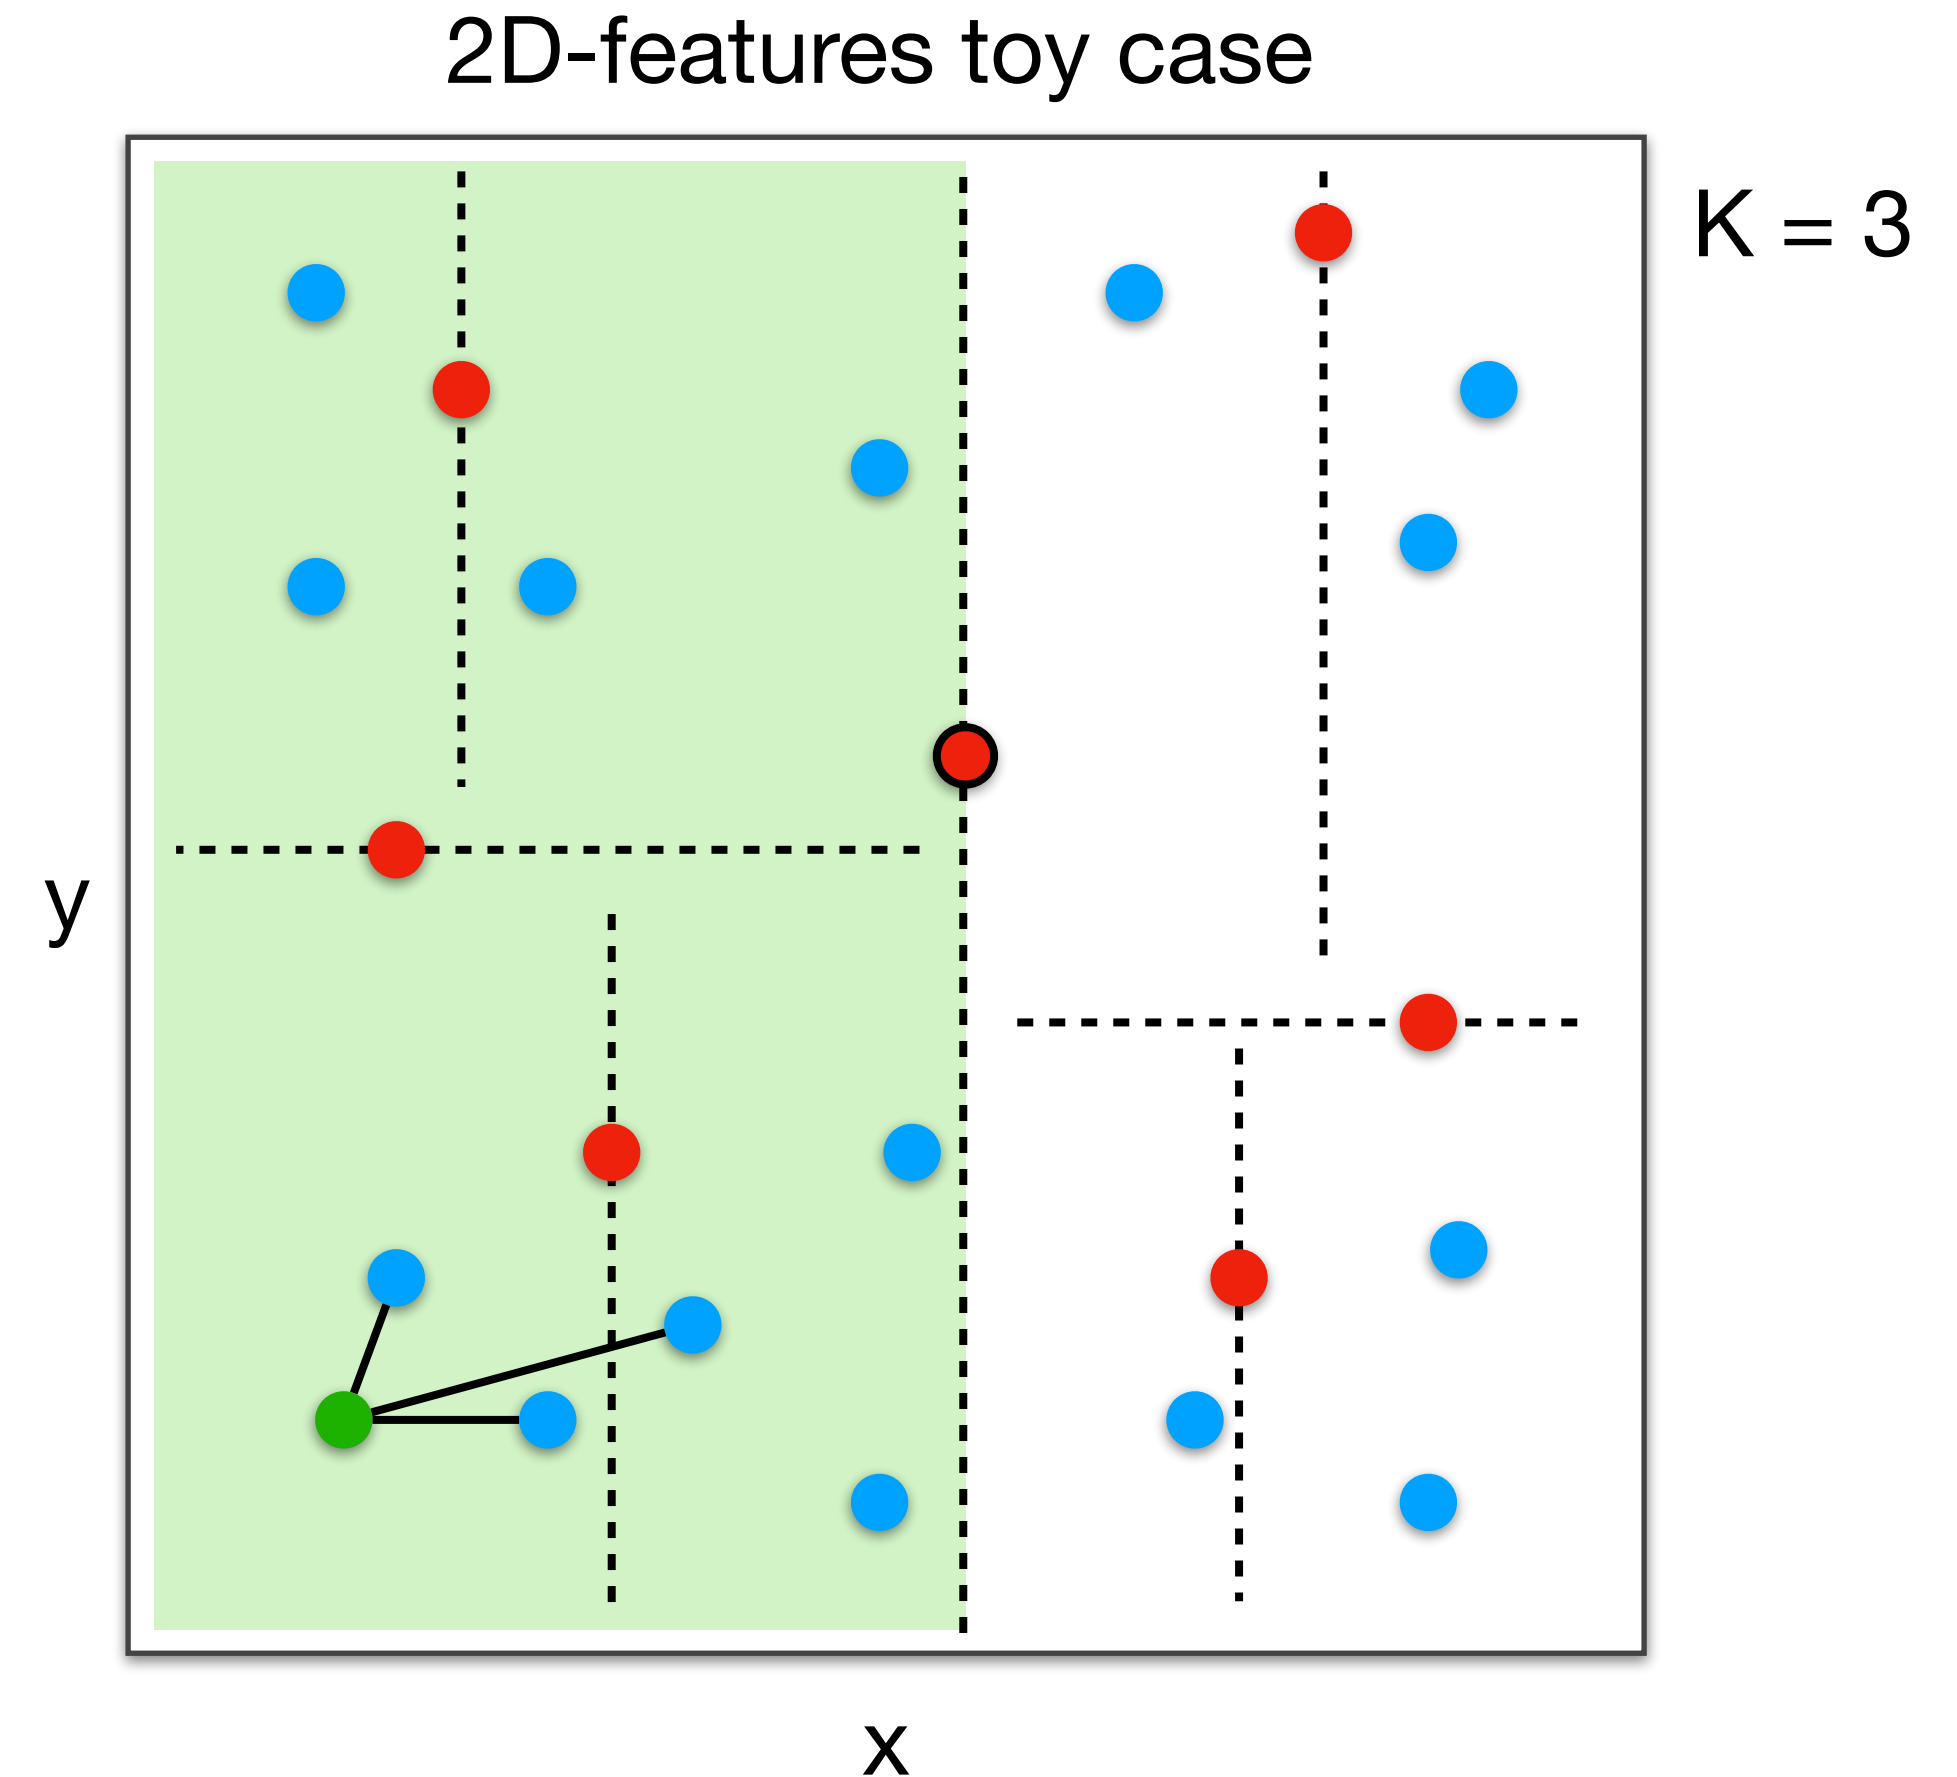 2D-features toy case
K = 3
y
x